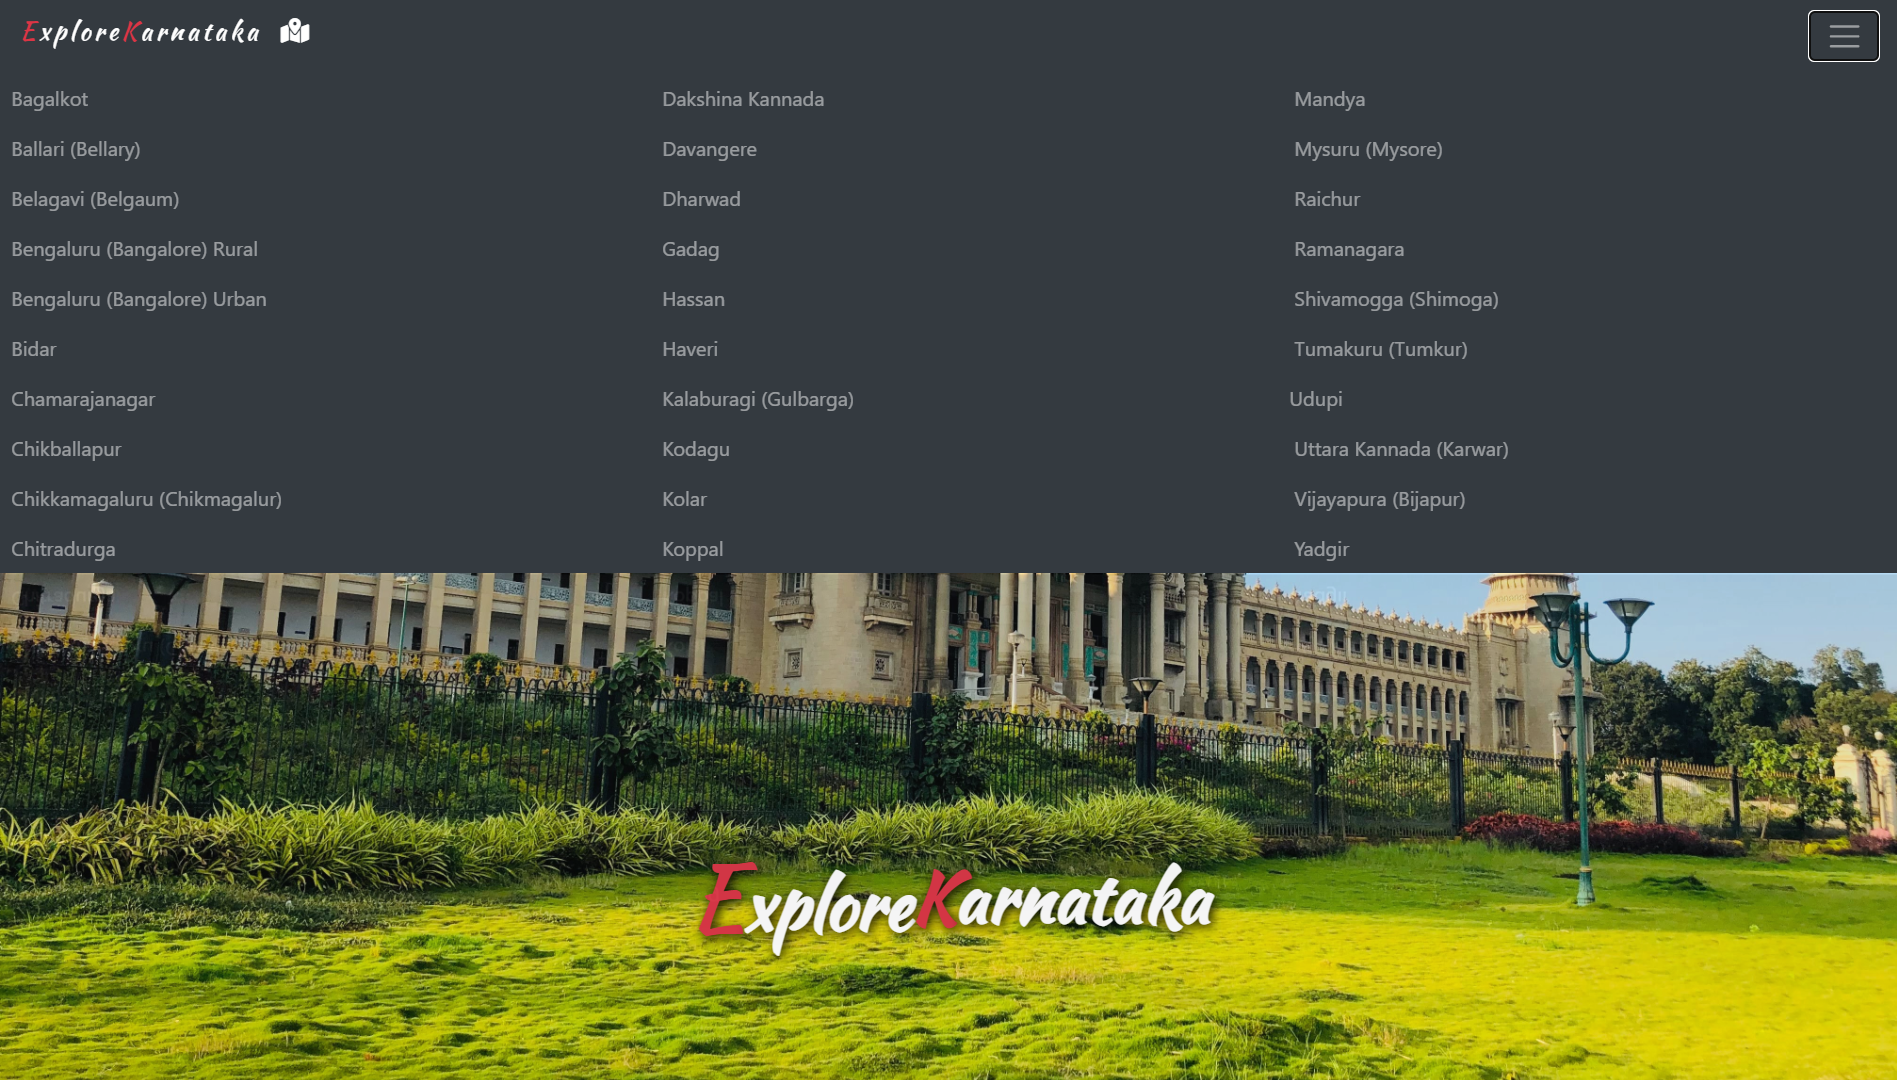 ExploreKarnataka
Bagalkot
Ballari (Bellary)
Belagavi (Belgaum)
Bengaluru (Bangalore) Rural
Bengaluru (Bangalore) Urban
Bidar
Chamarajanagar
Chikballapur
Chikkamagaluru (Chikmagalur)
Chitradurga
Dakshina Kannada
Davangere
Dharwad
Gadag
Hassan
Haveri
Kalaburagi (Gulbarga)
Kodagu
Kolar
Koppal
Mandya
Mysuru (Mysore)
Raichur
Ramanagara
Shivamogga (Shimoga)
Tumakuru (Tumkur)
Udupi
Uttara Kannada (Karwar)
Vijayapura (Bijapur)
Yadgir
ExploreKarnataka